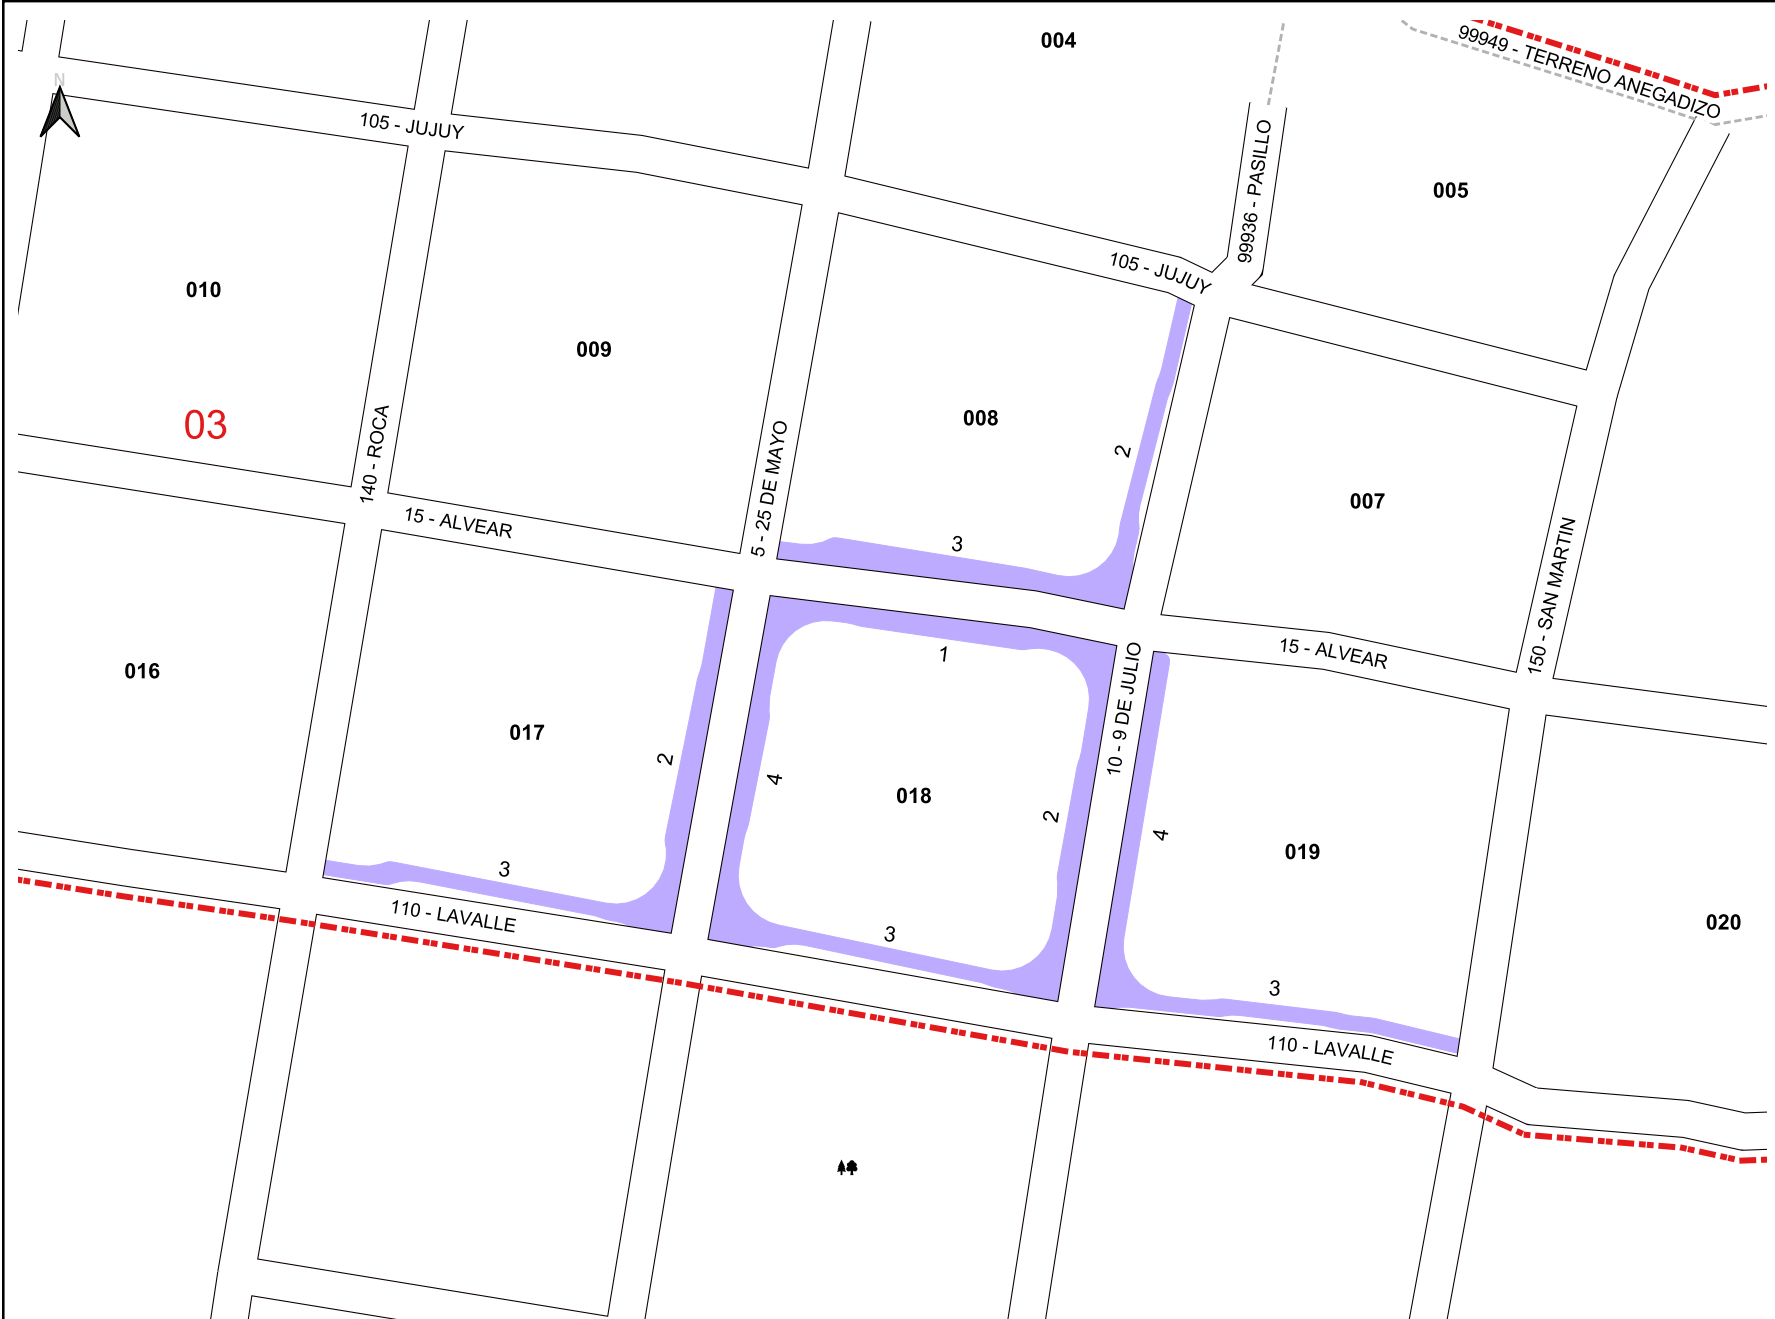 004
99949 - TERRENO ANEGADIZO
N
105 - JUJUY
99936 - PASILLO
005
105 - JUJUY
010
009
008
03
140 - ROCA
5 - 25 DE MAYO
2
007
15 - ALVEAR
3
150 - SAN MARTIN
1
15 - ALVEAR
016
10 - 9 DE JULIO
017
2
4
018
2
4
019
3
110 - LAVALLE
3
020
3
110 - LAVALLE